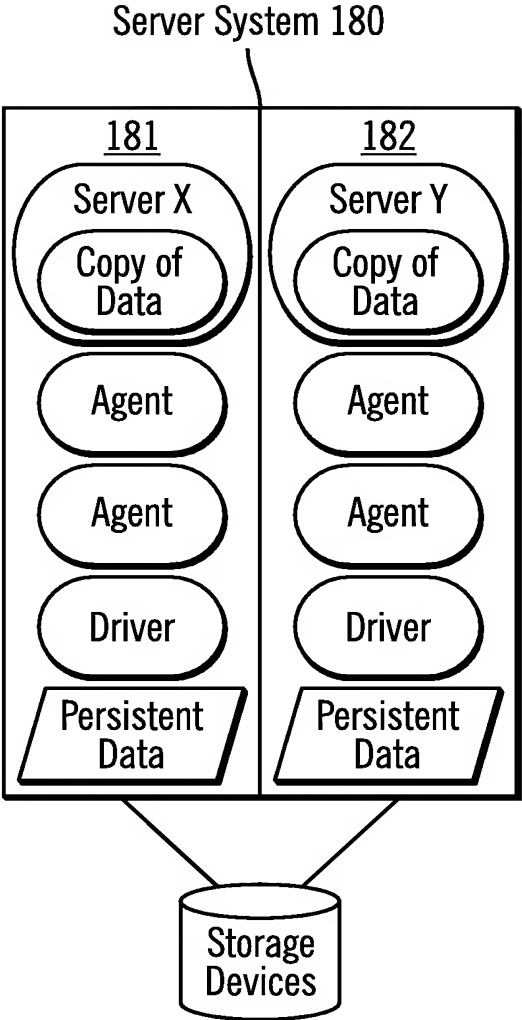 Server System 180
181
Server X
Copy of
Data
Agent
Agent
Driver
Persistent
Data
182
Server Y
Copy of
Data
Agent
Agent
Driver
Persistent
Data
Storage
Devices